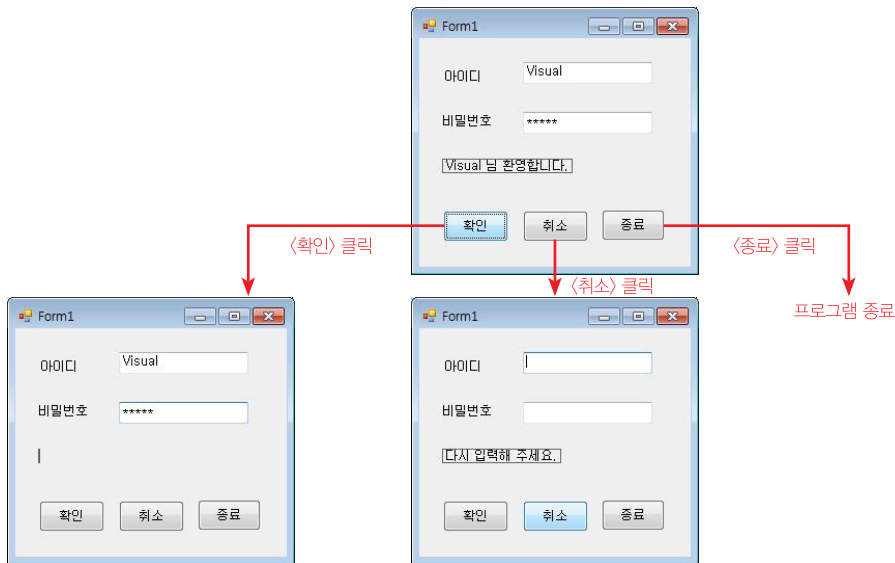 Form1
아이디
Visual
비밀번호
*****
Visual 님 환영합니다.
확인
취소
종료
〈확인〉 클릭
〈취소〉 클릭
〈종료〉 클릭
프로그램 종료
Form1
아이디
Visual
비밀번호
*****
확인
취소
종료
Form1
아이디
비밀번호
다시 입력해 주세요.
확인
취소
종료